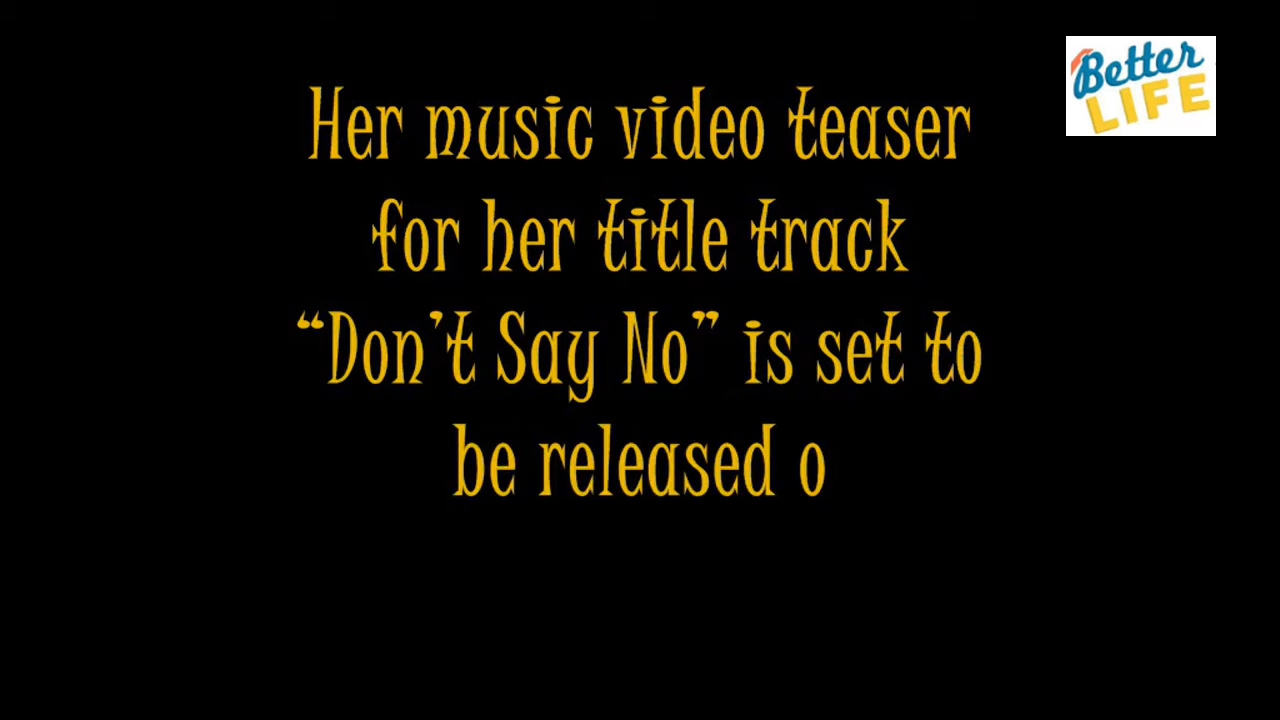 Her music video teaser
for her title track
“Don’t Say No” is set to
be released o
Better
LIFE